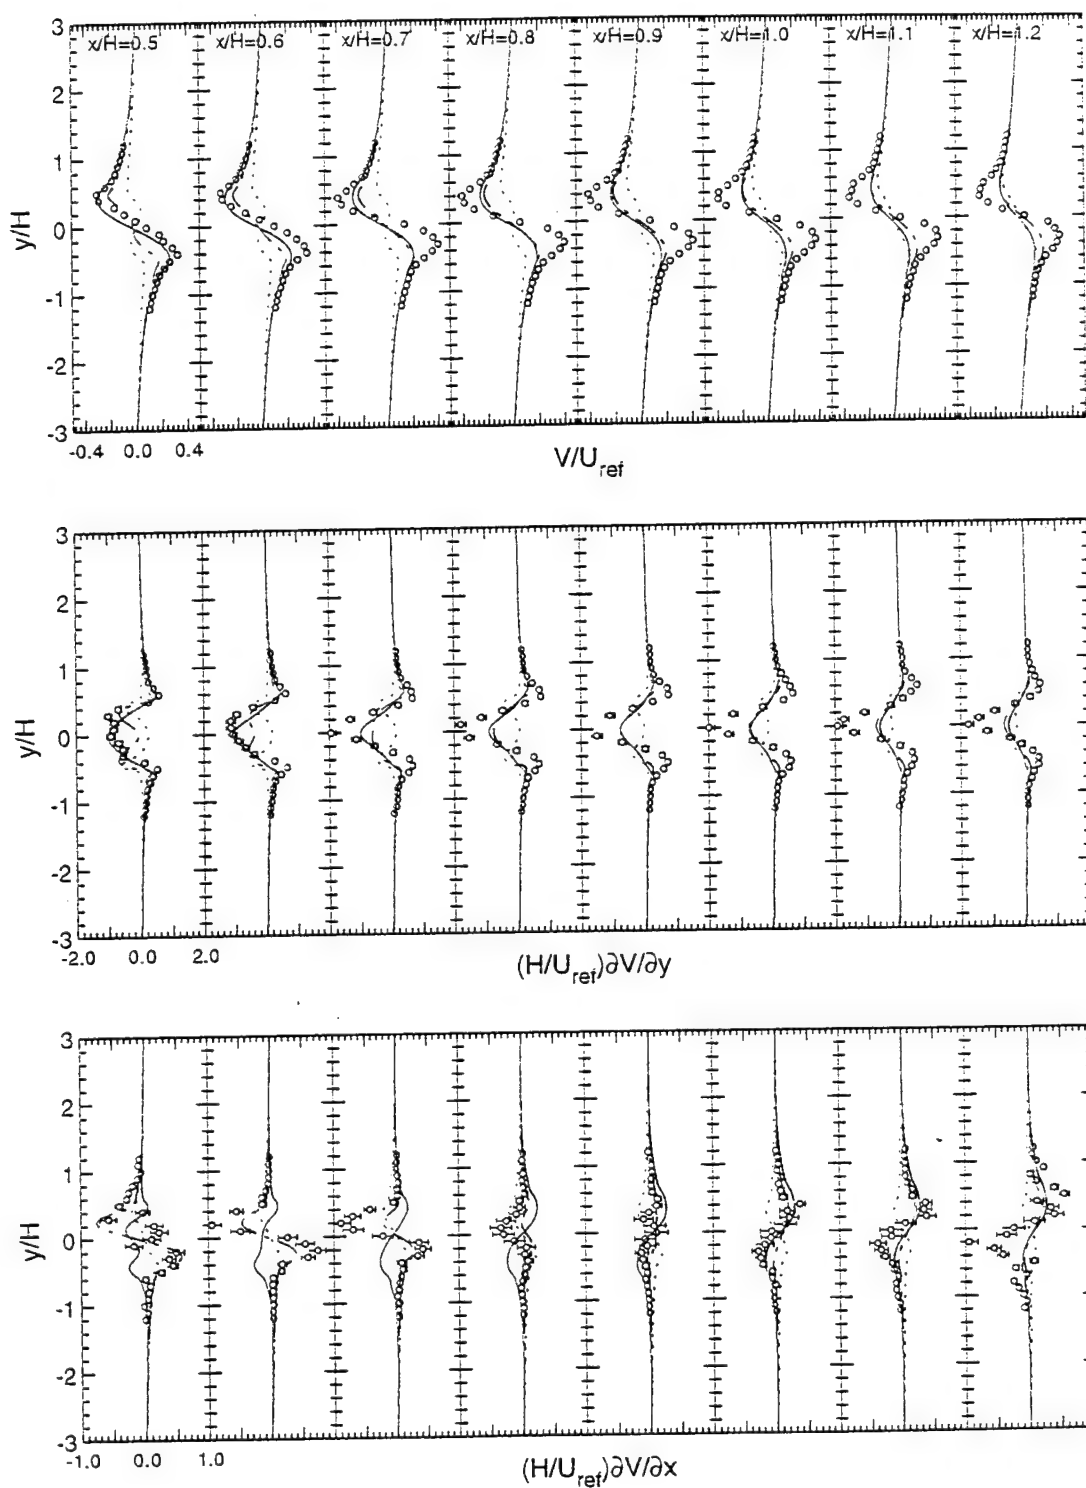 3
x/H=0.5 x/H=0.6 x/H=0.7 x/H=0.8 x/H=0.9 x/H=1.0 x/H=1.1 x/H=1.2
2
1
y/H
0
-1
-2
-3
-0.4 0.0 0.4
V/U_ref
3
2
1
y/H
0
-1
-2
-3
-2.0 0.0 2.0
(H/U_ref)∂V/∂y
3
2
1
y/H
0
-1
-2
-3
-1.0 0.0 1.0
(H/U_ref)∂V/∂x